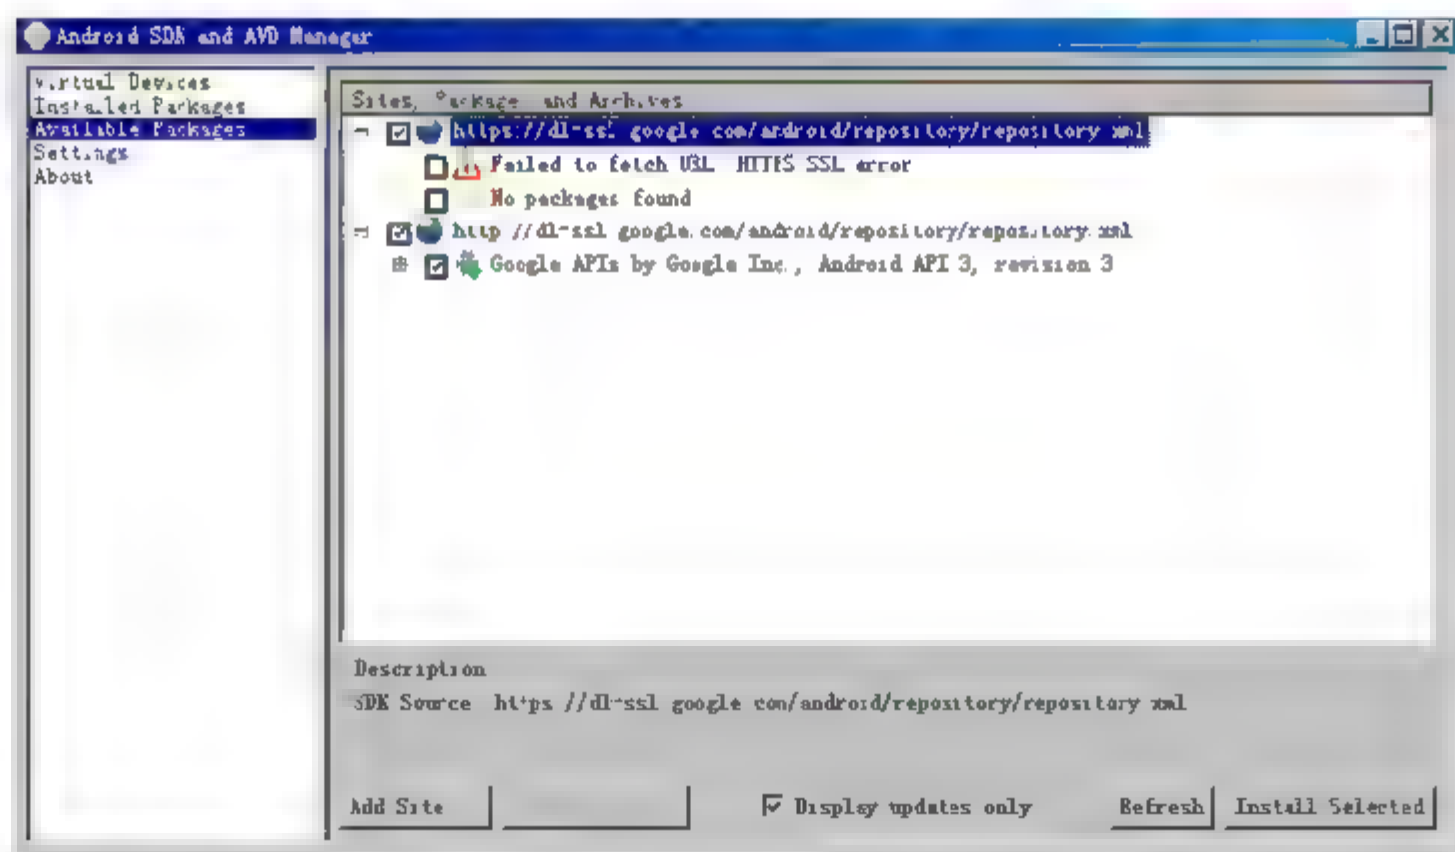 Android SDK and AVD Manager
Virtual Devices
Installed Packages
Available Packages
Settings
About
Sites, Package and Archives
https://dl-ssl google com/android/repository/repository xml
Failed to fetch URL HTTPS SSL error
No packages found
http //dl-ssl google.com/android/repository/repository.xml
Google APIs by Google Inc., Android API 3, revision 3
Description
SDK Source https //dl-ssl google com/android/repository/repository xml
Add Site
Display updates only
Refresh
Install Selected